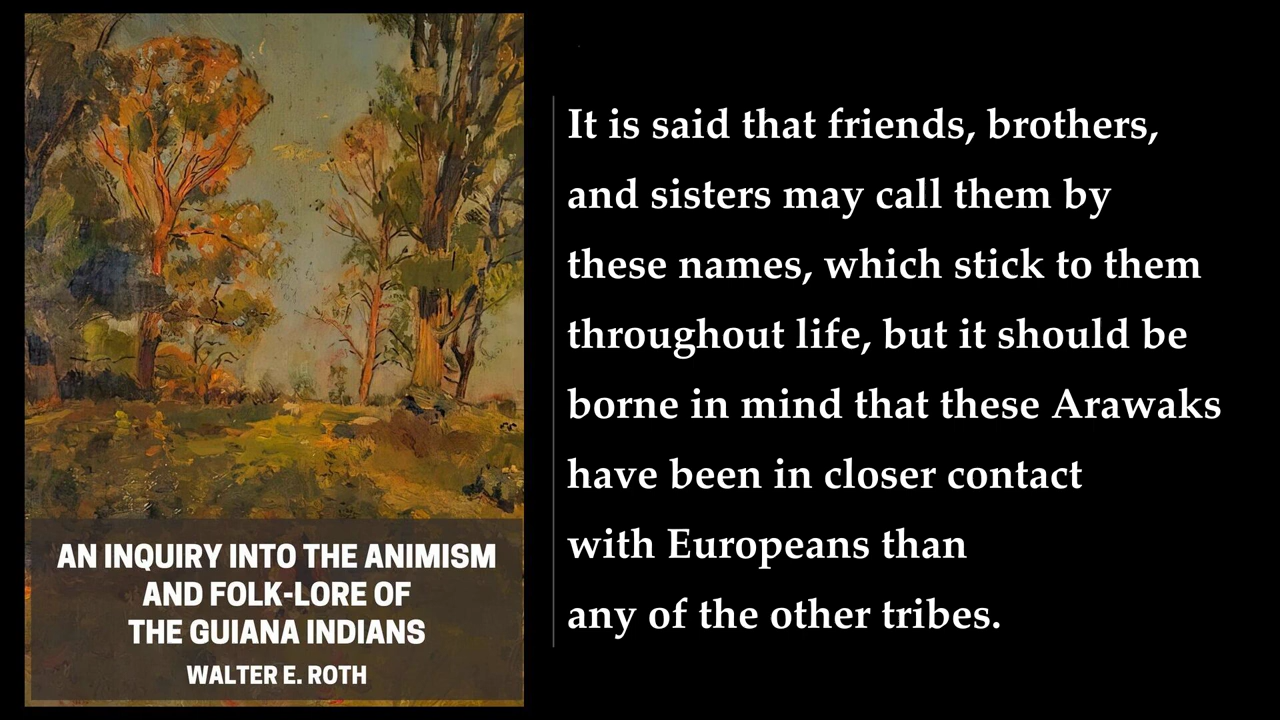 AN INQUIRY INTO THE ANIMISM
AND FOLK-LORE OF
THE GUIANA INDIANS
WALTER E. ROTH
It is said that friends, brothers,
and sisters may call them by
these names, which stick to them
throughout life, but it should be
borne in mind that these Arawaks
have been in closer contact
with Europeans than
any of the other tribes.